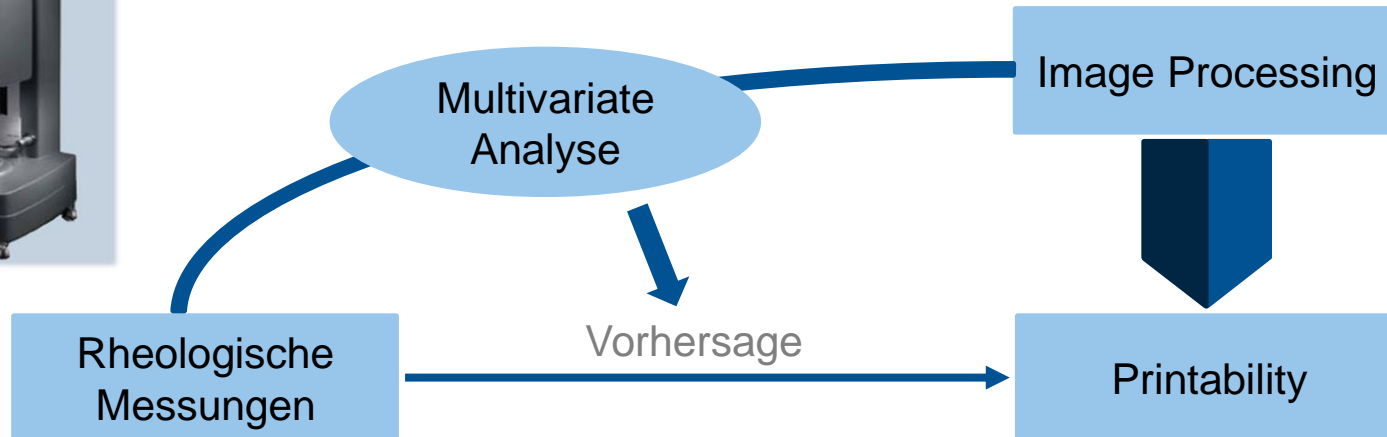 Image Processing
Multivariate
Analyse
Vorhersage
Rheologische
Messungen
Printability